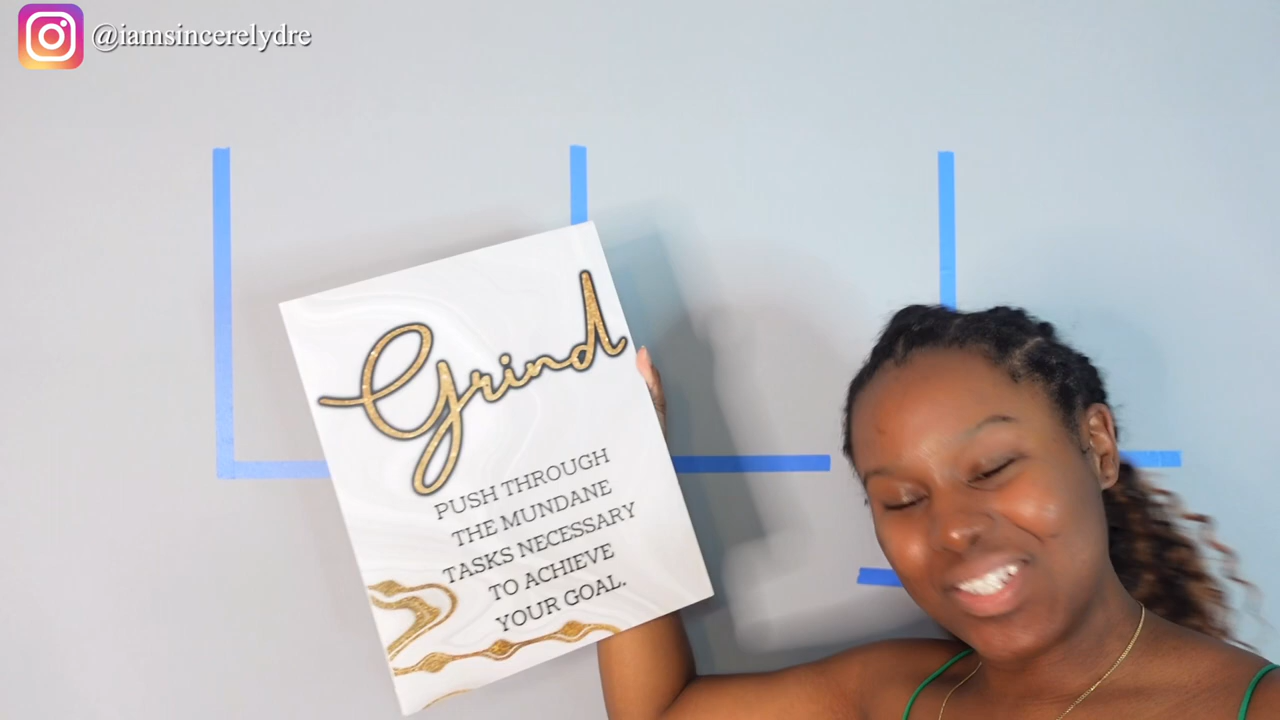 @iamsincerelydre
Grind
PUSH THROUGH
THE MUNDANE
TASKS NECESSARY
TO ACHIEVE
YOUR GOAL.